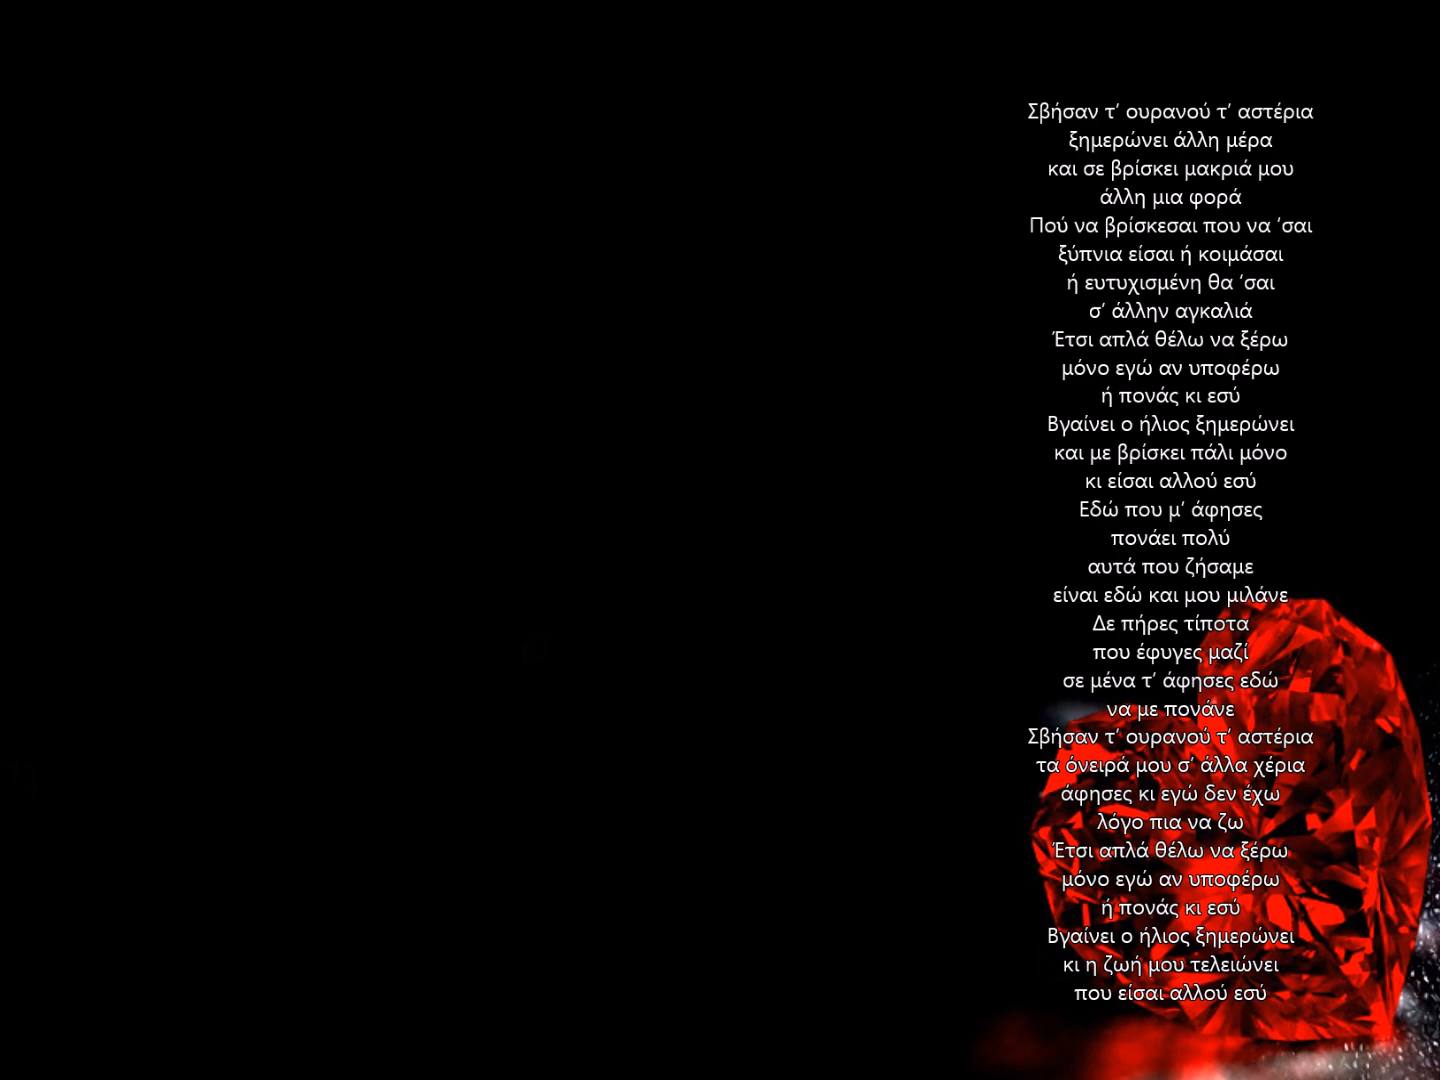 Σβήσαν τ’ ουρανού τ’ αστέρια
ξημερώνει άλλη μέρα
και σε βρίσκει μακριά μου
άλλη μια φορά
Πού να βρίσκεσαι που να ‘σαι
ξύπνια είσαι ή κοιμάσαι
ή ευτυχισμένη θα ‘σαι
σ’ άλλην αγκαλιά
Έτσι απλά θέλω να ξέρω
μόνο εγώ αν υποφέρω
ή πονάς κι εσύ
Βγαίνει ο ήλιος ξημερώνει
και με βρίσκει πάλι μόνο
κι είσαι αλλού εσύ
Εδώ που μ’ άφησες
πονάει πολύ
αυτά που ζήσαμε
είναι εδώ και μου μιλάνε
Δε πήρες τίποτα
που έφυγες μαζί
σε μένα τ’ άφησες εδώ
να με πονάνε
Σβήσαν τ’ ουρανού τ’ αστέρια
τα όνειρά μου σ’ άλλα χέρια
άφησες κι εγώ δεν έχω
λόγο πια να ζω
Έτσι απλά θέλω να ξέρω
μόνο εγώ αν υποφέρω
ή πονάς κι εσύ
Βγαίνει ο ήλιος ξημερώνει
κι η ζωή μου τελειώνει
που είσαι αλλού εσύ